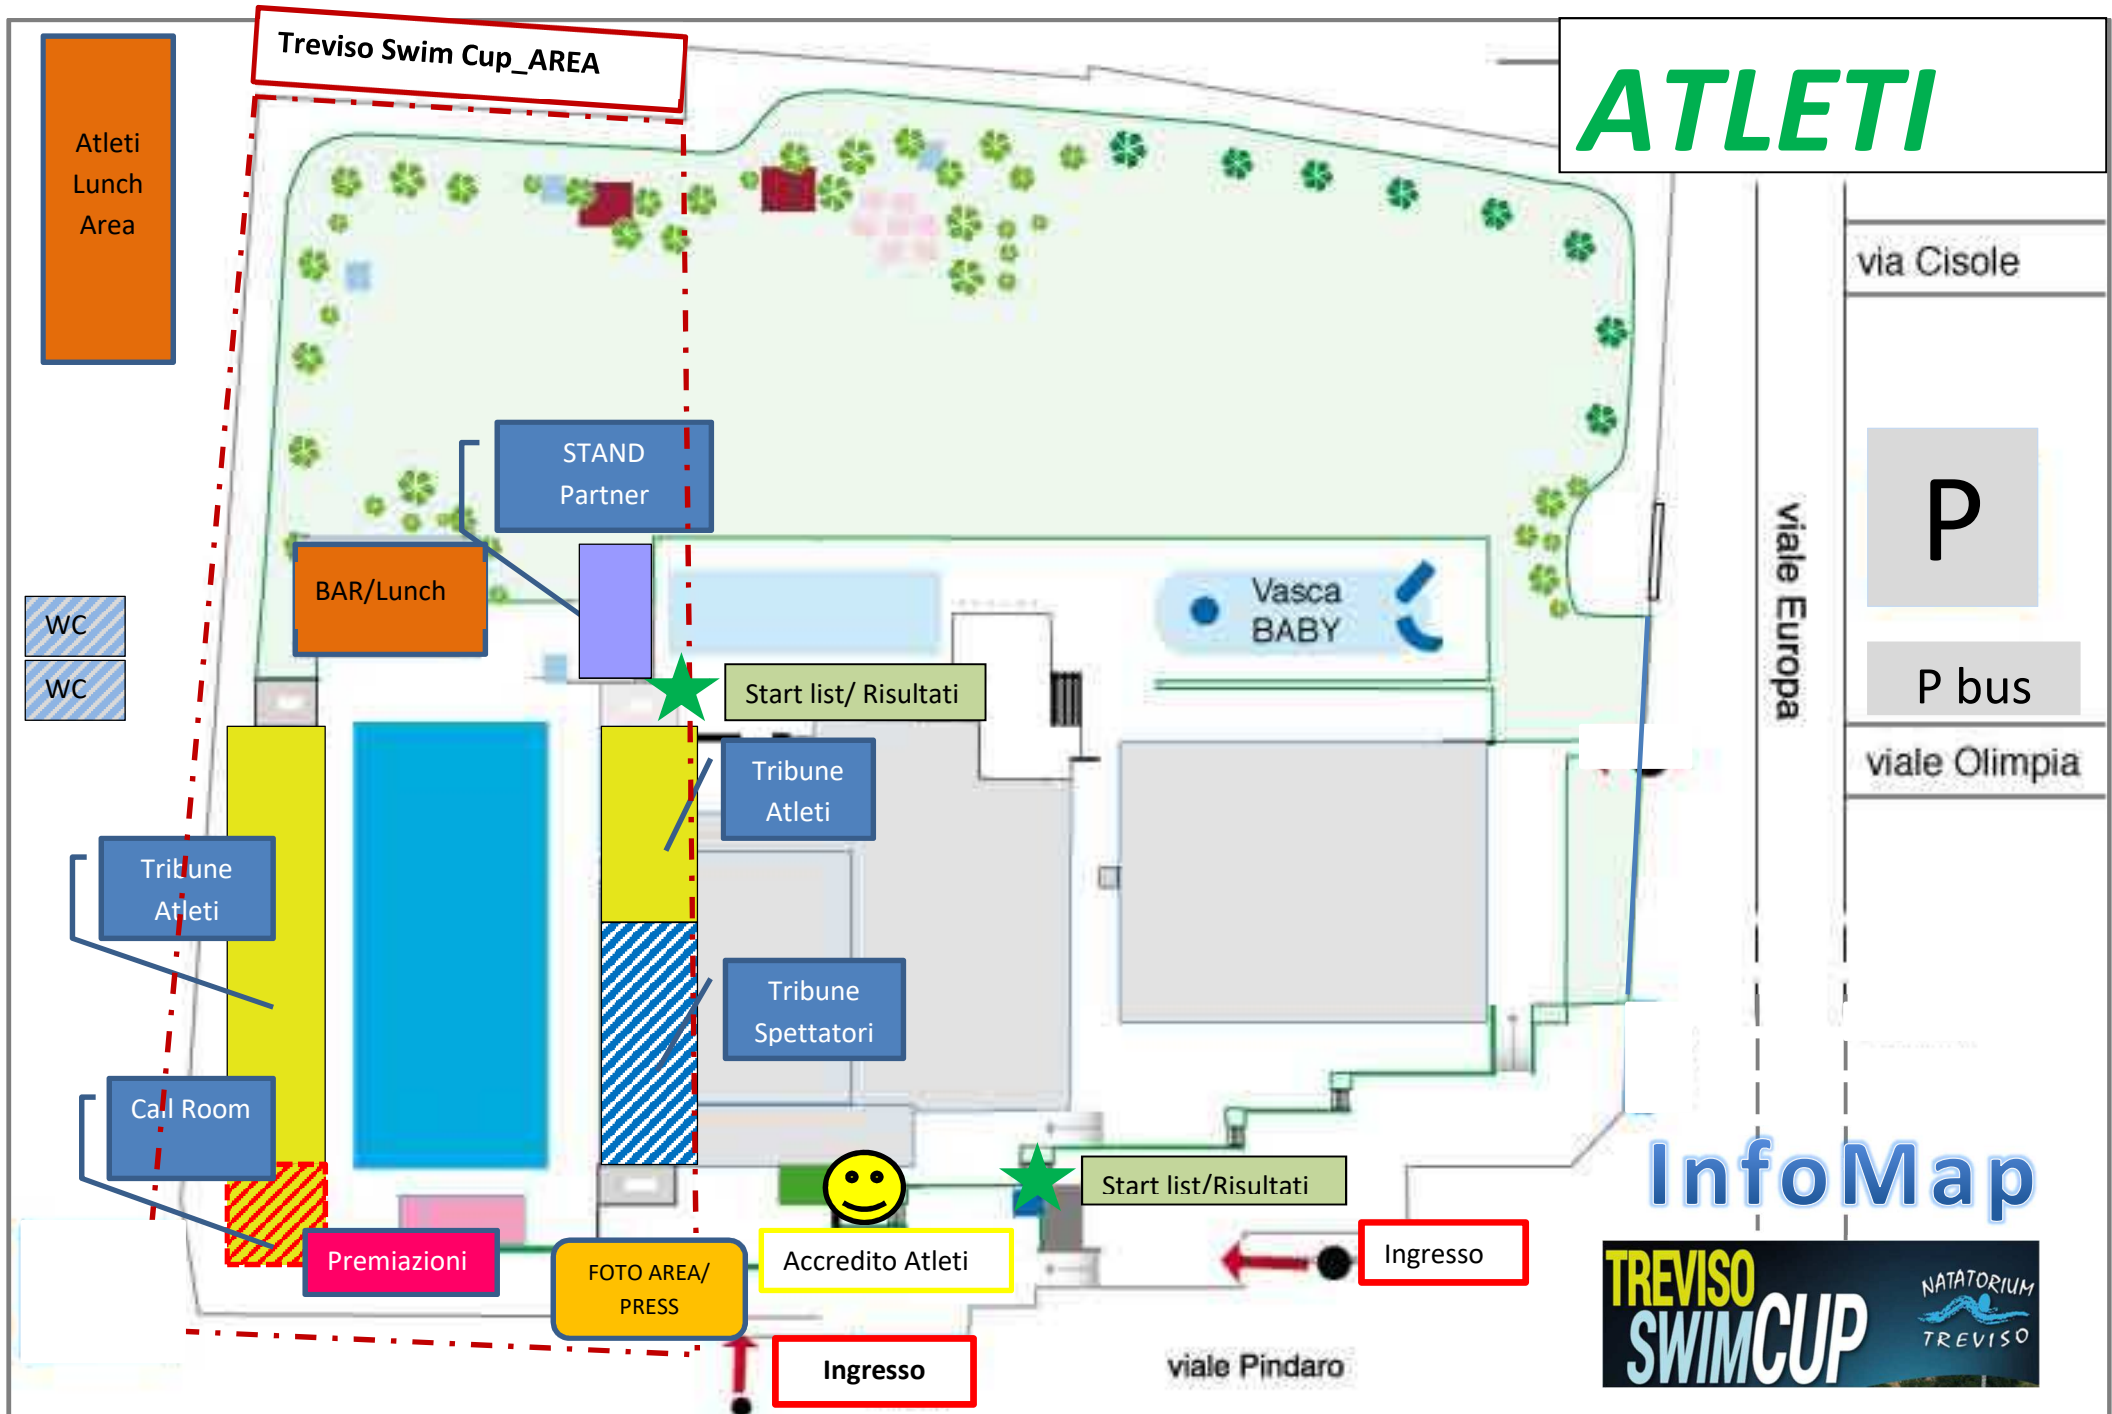 Treviso Swim Cup_AREA
ATLETI
Atleti
Lunch
Area
via Cisole
STAND
Partner
P
viale Europa
BAR/Lunch
Vasca
BABY
WC
WC
Start list/ Risultati
P bus
viale Olimpia
Tribune
Atleti
Tribune
Atleti
Tribune
Spettatori
Call Room
InfoMap
Start list/Risultati
Premiazioni
FOTO AREA/
PRESS
Accredito Atleti
Ingresso
Ingresso
viale Pindaro
TREVISO
SWIMCUP
NATATORIUM
TREVISO